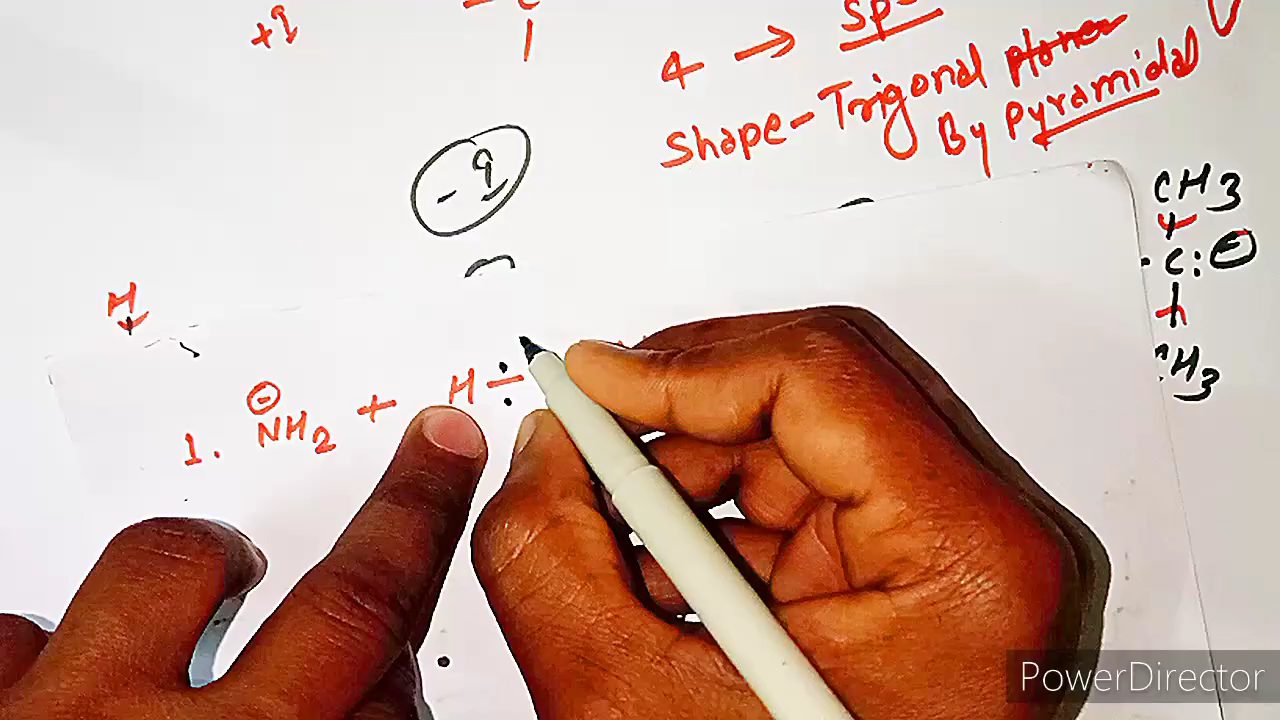 +q
4 → Sp
Shape - Trigonal
By Pyramidal
- q
CH3
C: ⊖
CH3
H
⊖
1. NH2 + H
PowerDirector